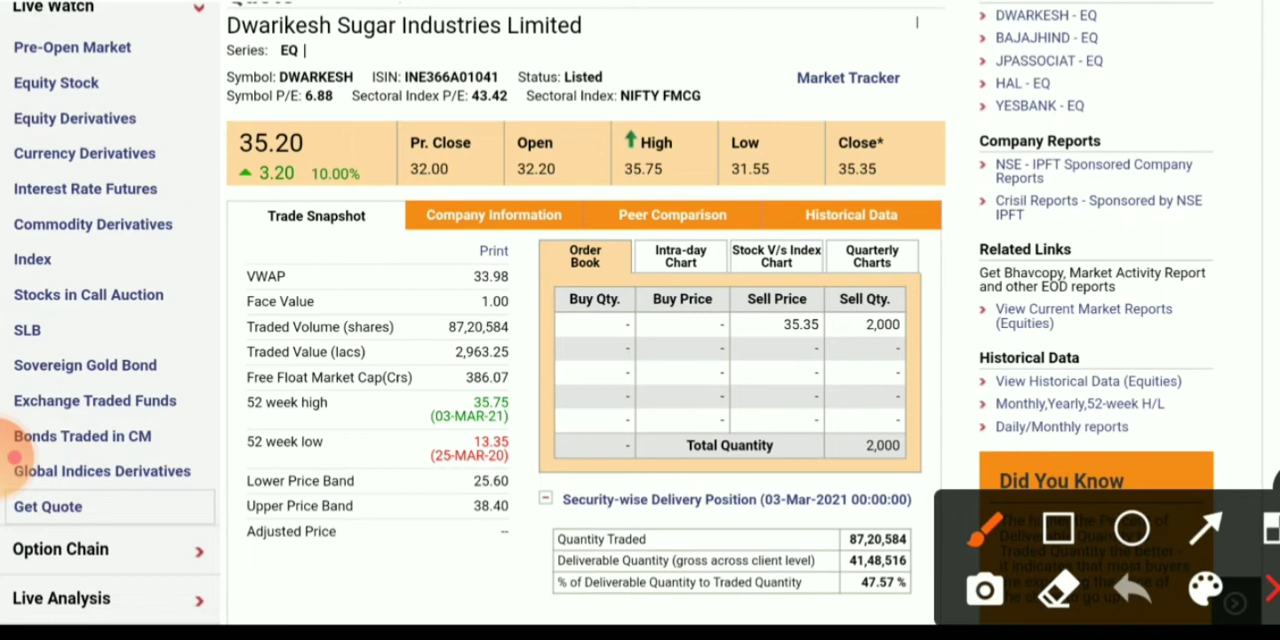 Live Watch
Pre-Open Market
Equity Stock
Equity Derivatives
Currency Derivatives
Interest Rate Futures
Commodity Derivatives
Index
Stocks in Call Auction
SLB
Sovereign Gold Bond
Exchange Traded Funds
Bonds Traded in CM
Global Indices Derivatives
Get Quote
Option Chain
Live Analysis
Dwarikesh Sugar Industries Limited
Series: EQ |
Symbol: DWARKESH ISIN: INE366A01041 Status: Listed
Market Tracker
Symbol P/E: 6.88 Sectoral Index P/E: 43.42 Sectoral Index: NIFTY FMCG
35.20 Pr. Close Open High Low Close*
3.20 10.00% 32.00 32.20 35.75 31.55 35.35
Trade Snapshot Company Information Peer Comparison Historical Data
Print
VWAP 33.98
Face Value 1.00
Traded Volume (shares) 87,20,584
Traded Value (lacs) 2,963.25
Free Float Market Cap(Crs) 386.07
52 week high 35.75
(03-MAR-21)
52 week low 13.35
(25-MAR-20)
Lower Price Band 25.60
Upper Price Band 38.40
Adjusted Price --
Order Book
Intra-day Chart
Stock V/s Index Chart
Quarterly Charts
Buy Qty. Buy Price Sell Price Sell Qty.
- - 35.35 2,000
- - - -
- - - -
- - - -
- - - -
- Total Quantity 2,000
Security-wise Delivery Position (03-Mar-2021 00:00:00)
Quantity Traded 87,20,584
Deliverable Quantity (gross across client level) 41,48,516
% of Deliverable Quantity to Traded Quantity 47.57 %
DWARKESH - EQ
BAJAJHIND - EQ
JPASSOCIAT - EQ
HAL - EQ
YESBANK - EQ
Company Reports
NSE - IPFT Sponsored Company
Reports
Crisil Reports - Sponsored by NSE
IPFT
Related Links
Get Bhavcopy, Market Activity Report
and other EOD reports
View Current Market Reports
(Equities)
Historical Data
View Historical Data (Equities)
Monthly,Yearly,52-week H/L
Daily/Monthly reports
Did You Know